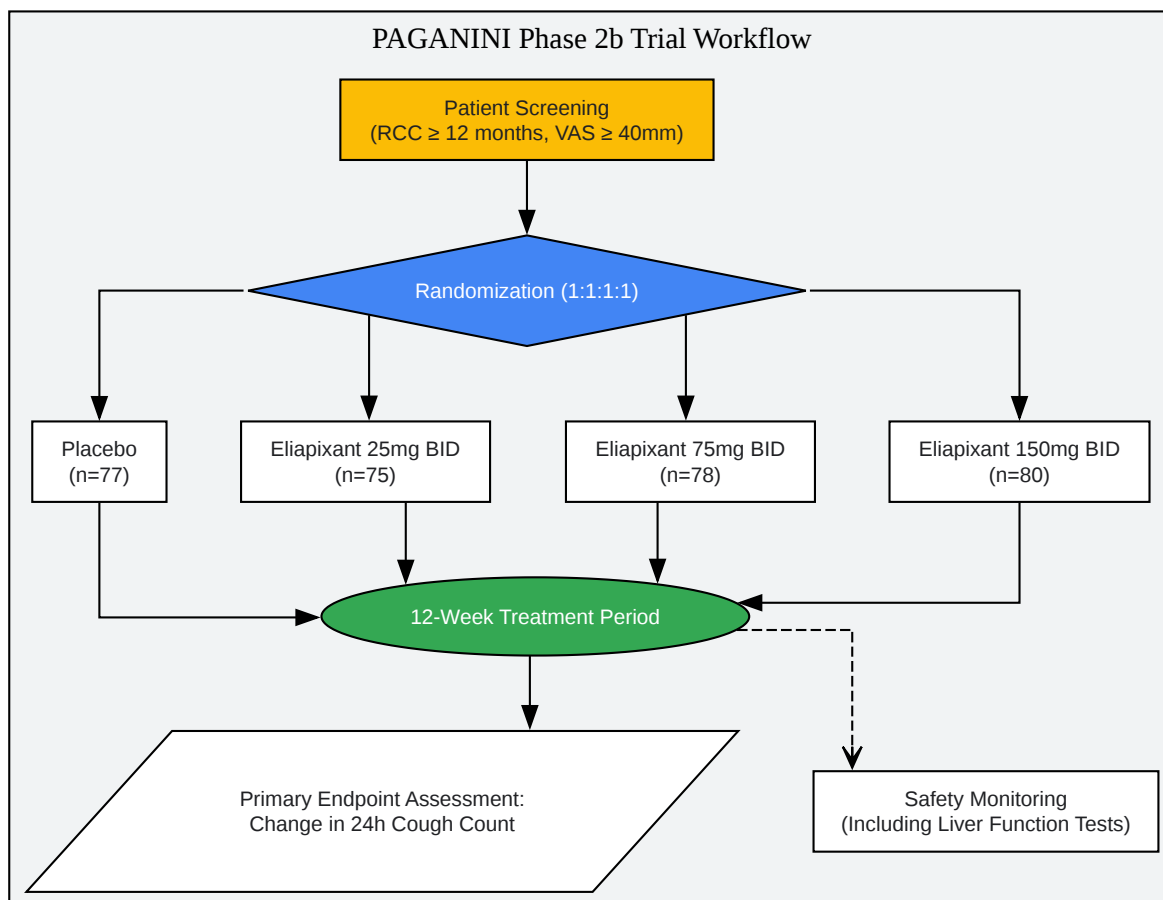 PAGANINI Phase 2b Trial Workflow
Patient Screening
(RCC ≥ 12 months, VAS ≥ 40mm)
Randomization (1:1:1:1)
Placebo
(n=77)
Eliapixant 25mg BID
(n=75)
Eliapixant 75mg BID
(n=78)
Eliapixant 150mg BID
(n=80)
12-Week Treatment Period
Primary Endpoint Assessment:
Change in 24h Cough Count
Safety Monitoring
(Including Liver Function Tests)